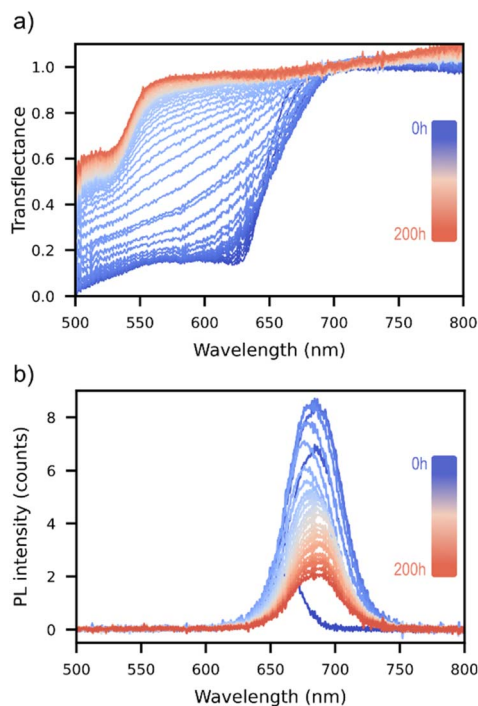 a)
1.0
0.8
0.6
0.4
0.2
0.0
Transflectance
0h
200h
500 550 600 650 700 750 800
Wavelength (nm)
b)
8
6
4
2
0
PL intensity (counts)
0h
200h
500 550 600 650 700 750 800
Wavelength (nm)